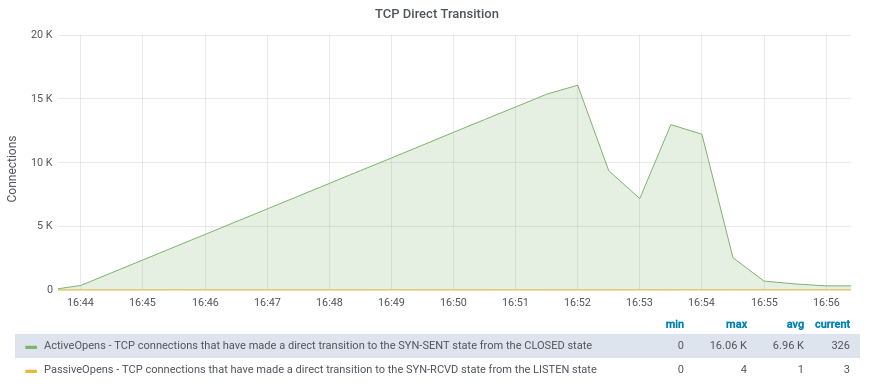 TCP Direct Transition
20 K
15 K
10 K
5 K
0
Connections
16:44 16:45 16:46 16:47 16:48 16:49 16:50 16:51 16:52 16:53 16:54 16:55 16:56
min max avg current
ActiveOpens - TCP connections that have made a direct transition to the SYN-SENT state from the CLOSED state 0 16.06 K 6.96 K 326
PassiveOpens - TCP connections that have made a direct transition to the SYN-RCVD state from the LISTEN state 0 4 1 3